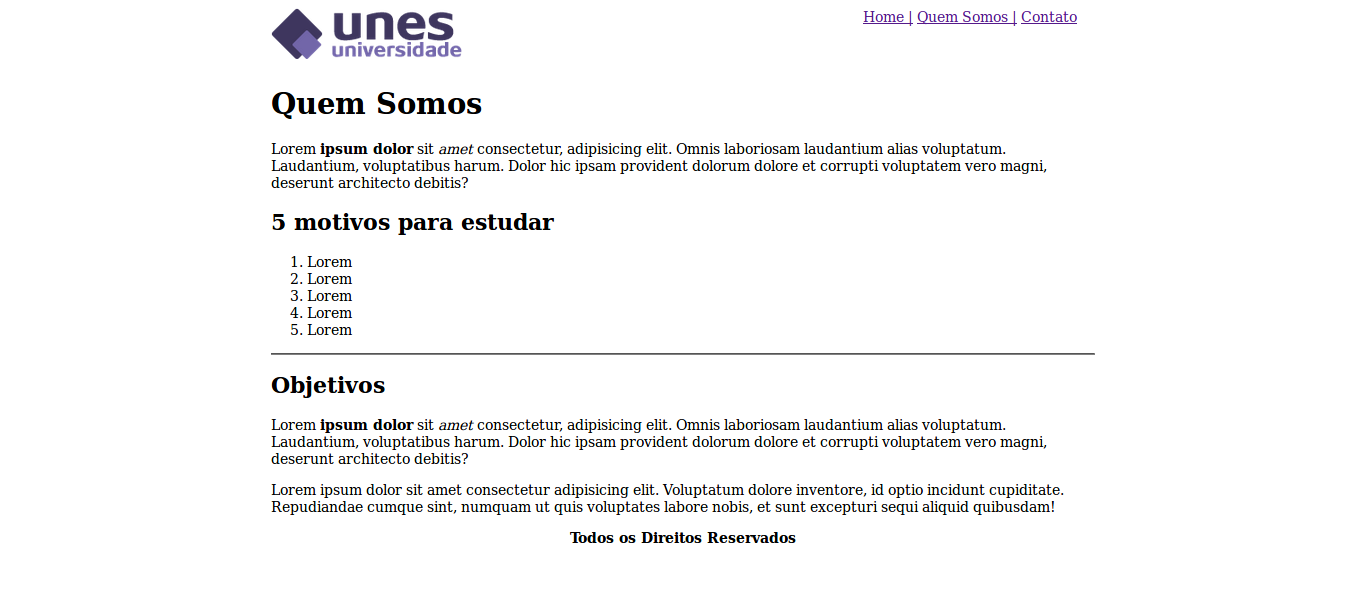 unes
universidade
Home | Quem Somos | Contato
Quem Somos
Lorem ipsum dolor sit amet consectetur, adipisicing elit. Omnis laboriosam laudantium alias voluptatum.
Laudantium, voluptatibus harum. Dolor hic ipsam provident dolorum dolore et corrupti voluptatem vero magni,
deserunt architecto debitis?
5 motivos para estudar
1. Lorem
2. Lorem
3. Lorem
4. Lorem
5. Lorem
Objetivos
Lorem ipsum dolor sit amet consectetur, adipisicing elit. Omnis laboriosam laudantium alias voluptatum.
Laudantium, voluptatibus harum. Dolor hic ipsam provident dolorum dolore et corrupti voluptatem vero magni,
deserunt architecto debitis?
Lorem ipsum dolor sit amet consectetur adipisicing elit. Voluptatum dolore inventore, id optio incidunt cupiditate.
Repudiandae cumque sint, numquam ut quis voluptates labore nobis, et sunt excepturi sequi aliquid quibusdam!
Todos os Direitos Reservados